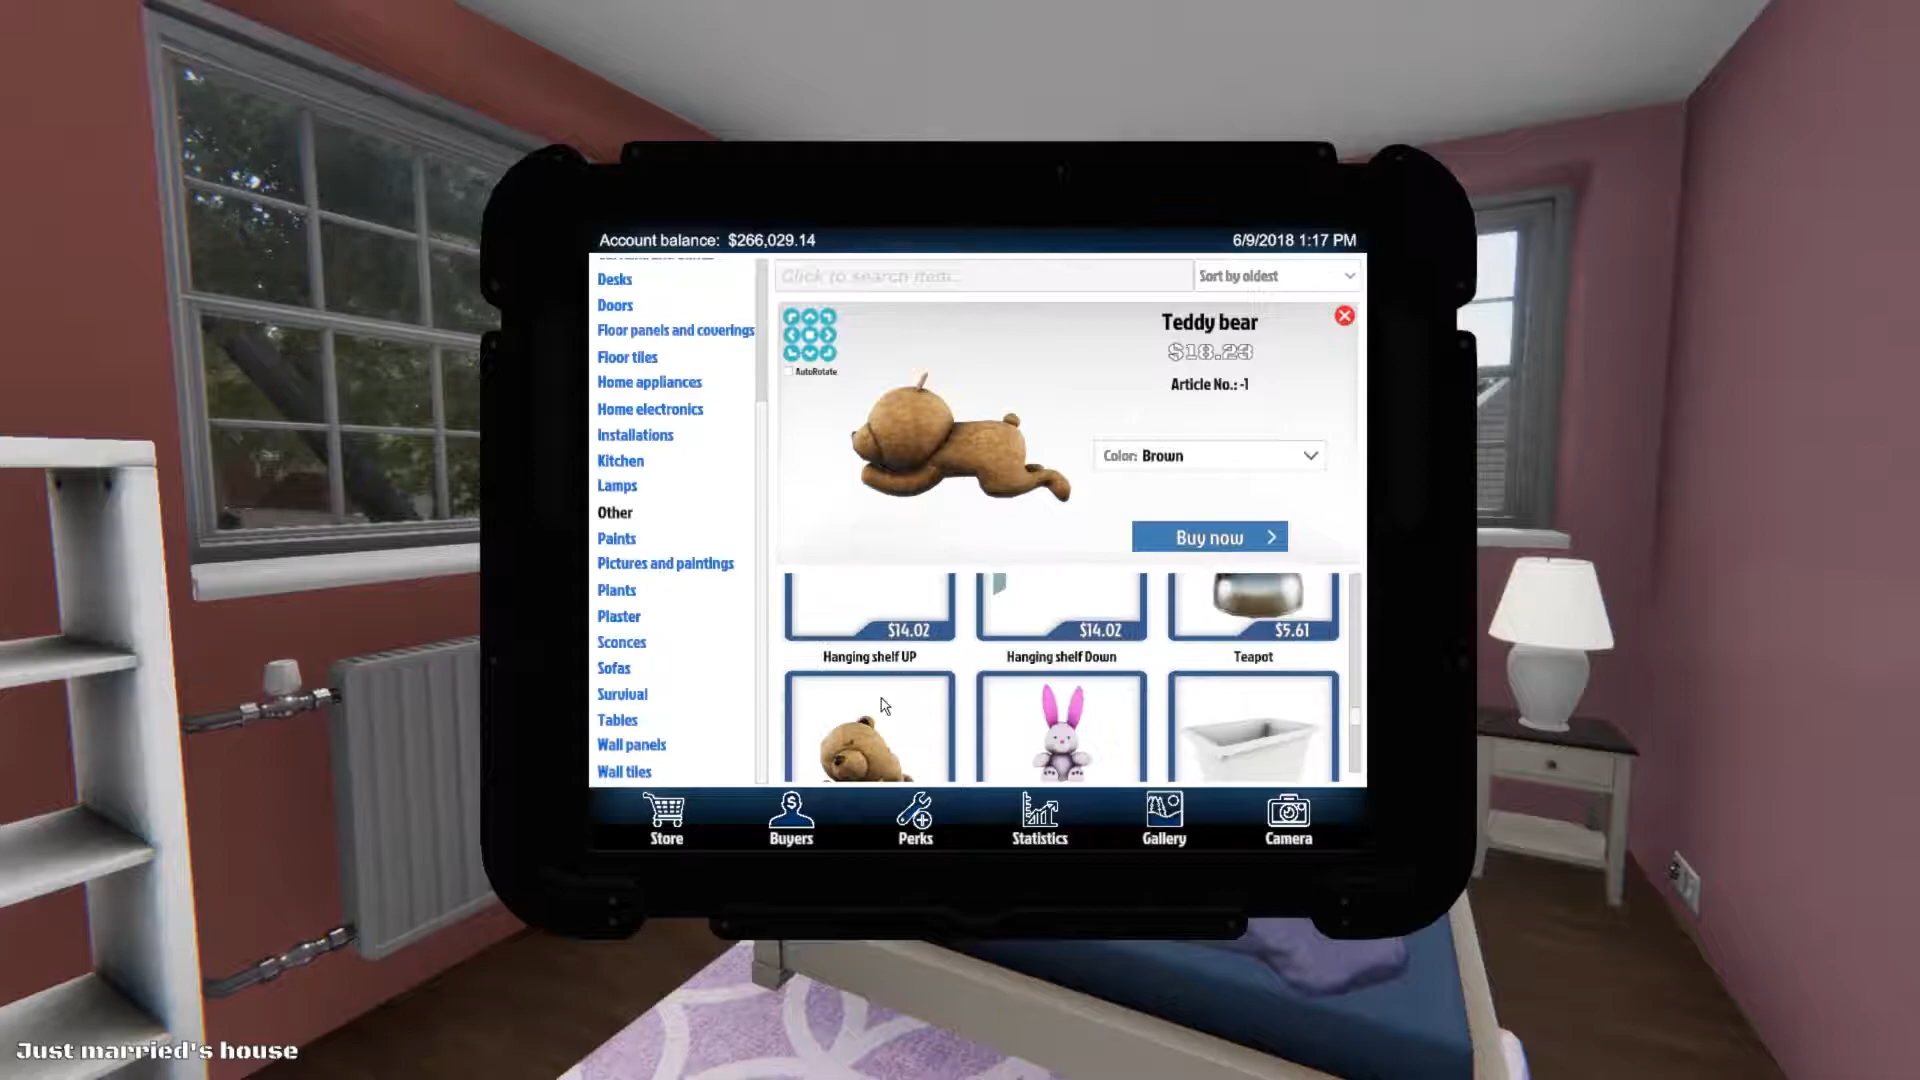 Account balance: $266,029.14
6/9/2018 1:17 PM
Desks
Doors
Floor panels and coverings
Floor tiles
Home appliances
Home electronics
Installations
Kitchen
Lamps
Other
Paints
Pictures and paintings
Plants
Plaster
Sconces
Sofas
Survival
Tables
Wall panels
Wall tiles
Click to search item...
Sort by oldest
AutoRotate
Teddy bear
$18.23
Article No.: -1
Color: Brown
Buy now
$14.02
$14.02
$5.61
Hanging shelf UP
Hanging shelf Down
Teapot
Store
Buyers
Perks
Statistics
Gallery
Camera
Just married's house